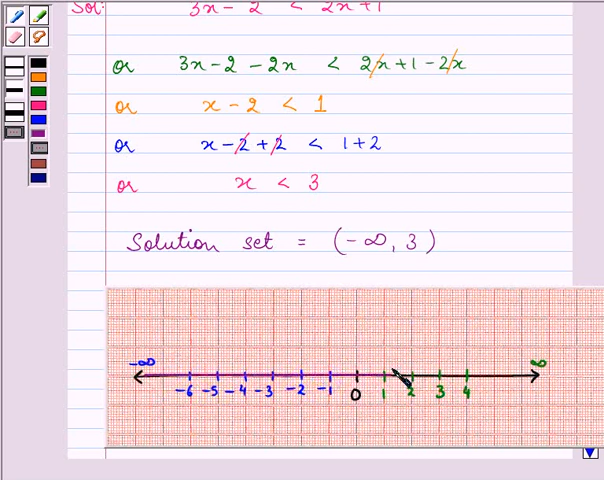 Sol: 3x - 2 < 2x + 1
or 3x - 2 - 2x < 2x + 1 - 2x
or x - 2 < 1
or x - 2 + 2 < 1 + 2
or x < 3
Solution set = (-∞, 3)
-∞ ∞
-6 -5 -4 -3 -2 -1 0 1 2 3 4